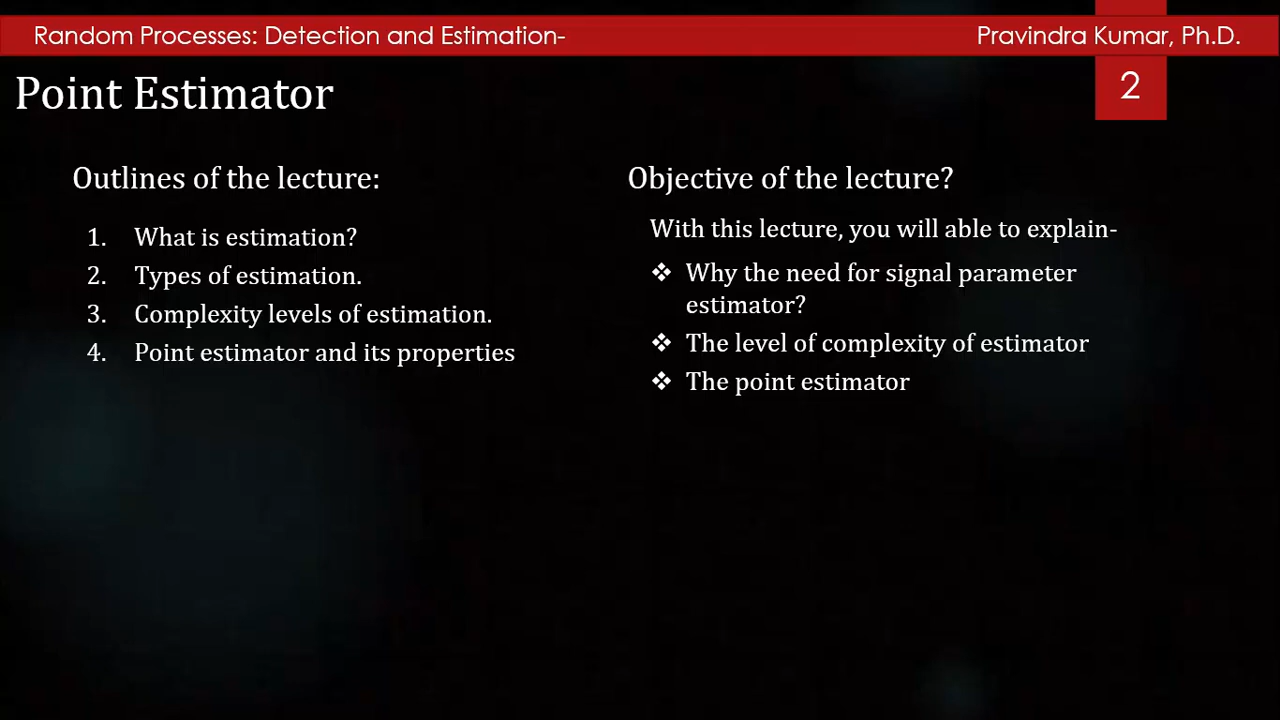 Random Processes: Detection and Estimation-
Pravindra Kumar, Ph.D.
Point Estimator
2
Outlines of the lecture:
1. What is estimation?
2. Types of estimation.
3. Complexity levels of estimation.
4. Point estimator and its properties
Objective of the lecture?
With this lecture, you will able to explain-
❖ Why the need for signal parameter
estimator?
❖ The level of complexity of estimator
❖ The point estimator